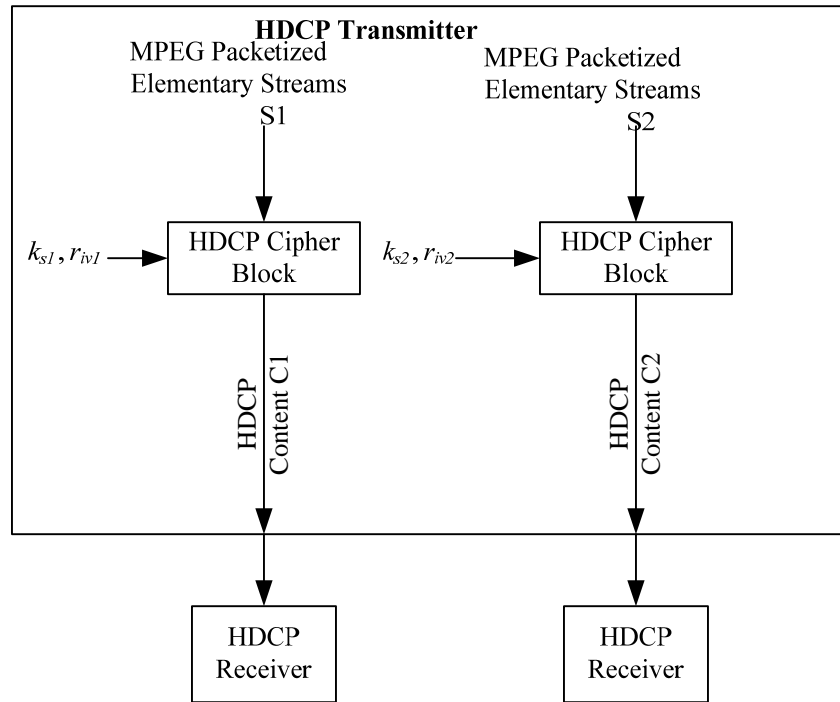 HDCP Transmitter
MPEG Packetized
Elementary Streams
S1
MPEG Packetized
Elementary Streams
S2
ks1, riv1
HDCP Cipher
Block
ks2, riv2
HDCP Cipher
Block
HDCP
Content C1
HDCP
Content C2
HDCP
Receiver
HDCP
Receiver